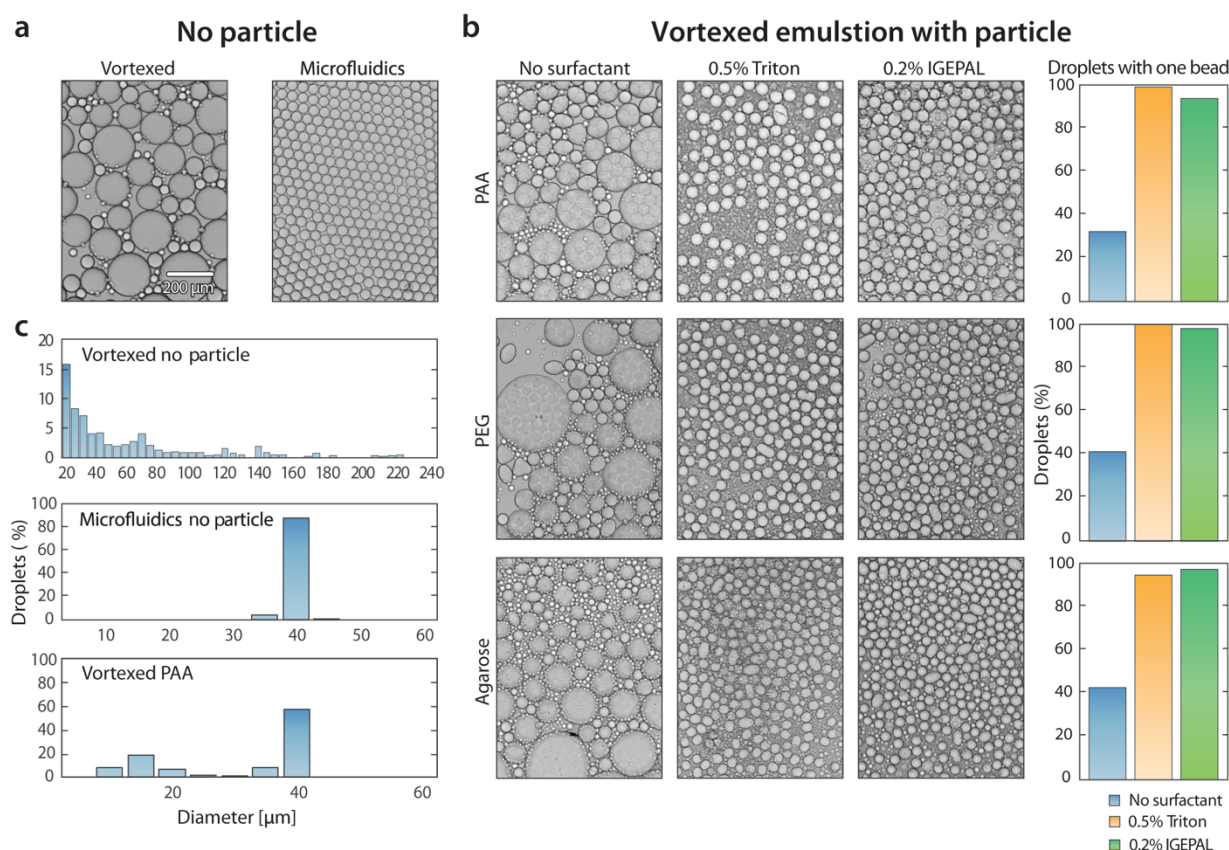 a
No particle
Vortexed
Microfluidics
200 µm
b
Vortexed emulstion with particle
No surfactant
0.5% Triton
0.2% IGEPAL
Droplets with one bead
PAA
100
80
60
40
20
0
PEG
Droplets (%)
100
80
60
40
20
0
Agarose
100
80
60
40
20
0
No surfactant
0.5% Triton
0.2% IGEPAL
c
Droplets (%)
20
15
10
5
0
Vortexed no particle
20 40 60 80 100 120 140 160 180 200 220 240
100
80
60
40
20
0
Microfluidics no particle
10 20 30 40 50 60
100
80
60
40
20
0
Vortexed PAA
20 40 60
Diameter [µm]